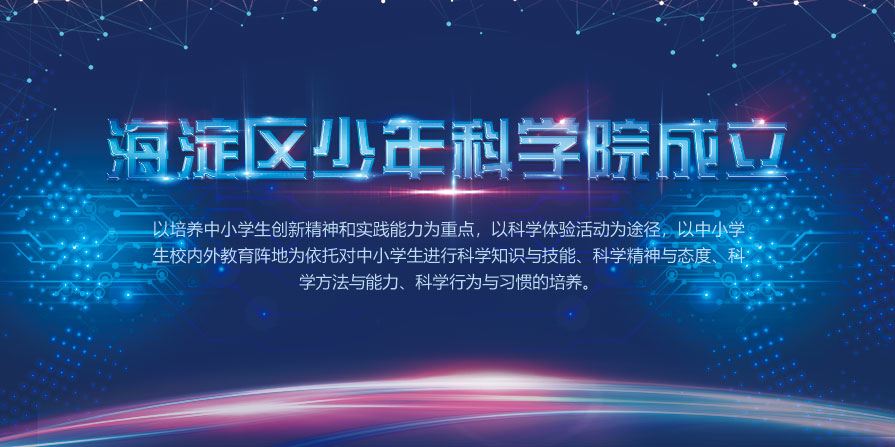 海淀区少年科学院成立
以培养中小学生创新精神和实践能力为重点，以科学体验活动为途径，以中小学
生校内外教育阵地为依托对中小学生进行科学知识与技能、科学精神与态度、科
学方法与能力、科学行为与习惯的培养。